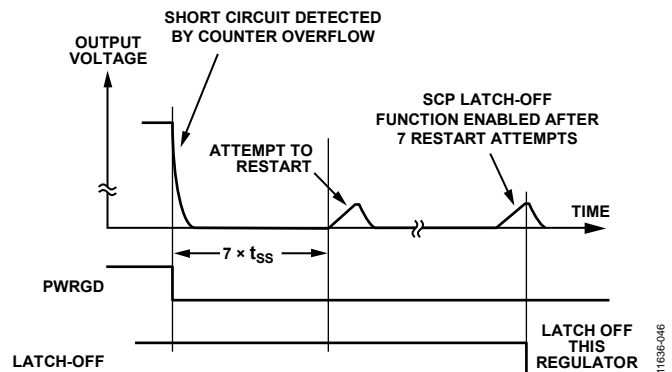 SHORT CIRCUIT DETECTED
BY COUNTER OVERFLOW
OUTPUT
VOLTAGE
SCP LATCH-OFF
FUNCTION ENABLED AFTER
7 RESTART ATTEMPTS
ATTEMPT TO
RESTART
TIME
7 × tSS
PWRGD
LATCH-OFF
LATCH OFF
THIS
REGULATOR
11636-046